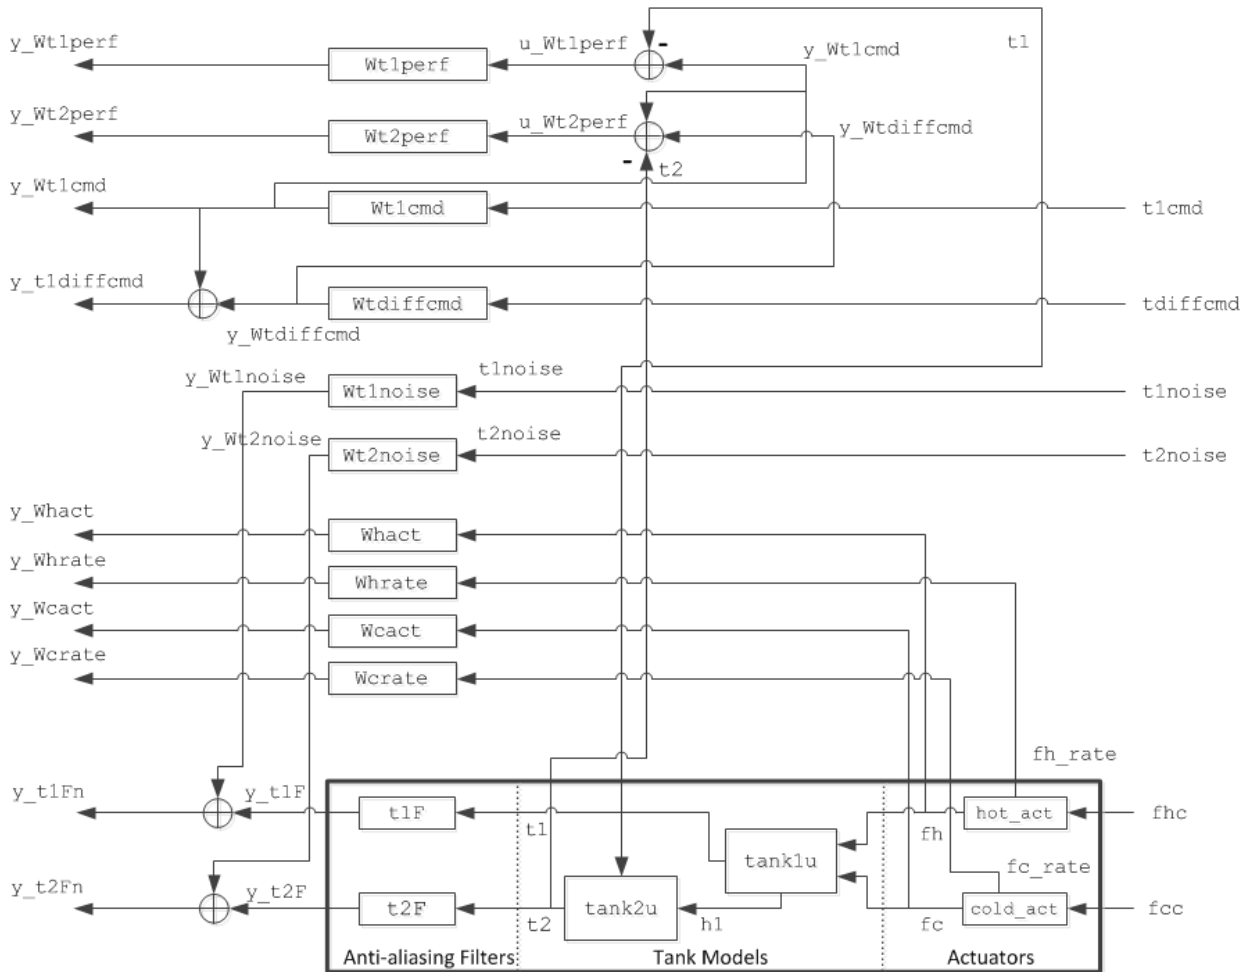 t1
y_Wt1perf
Wt1perf
u_Wt1perf
-
y_Wt1cmd
y_Wt2perf
Wt2perf
u_Wt2perf
y_Wtdiffcmd
-
t2
y_Wt1cmd
Wt1cmd
t1cmd
y_t1diffcmd
Wtdiffcmd
tdiffcmd
y_Wtdiffcmd
y_Wt1noise
Wt1noise
t1noise
t1noise
y_Wt2noise
Wt2noise
t2noise
t2noise
y_Whact
Whact
y_Whrate
Whrate
y_Wcact
Wcact
y_Wcrate
Wcrate
fh_rate
y_t1Fn
y_t1F
t1F
t1
fh
hot_act
fhc
tank1u
fc_rate
y_t2Fn
y_t2F
t2F
t2
tank2u
h1
fc
cold_act
fcc
Anti-aliasing Filters
Tank Models
Actuators